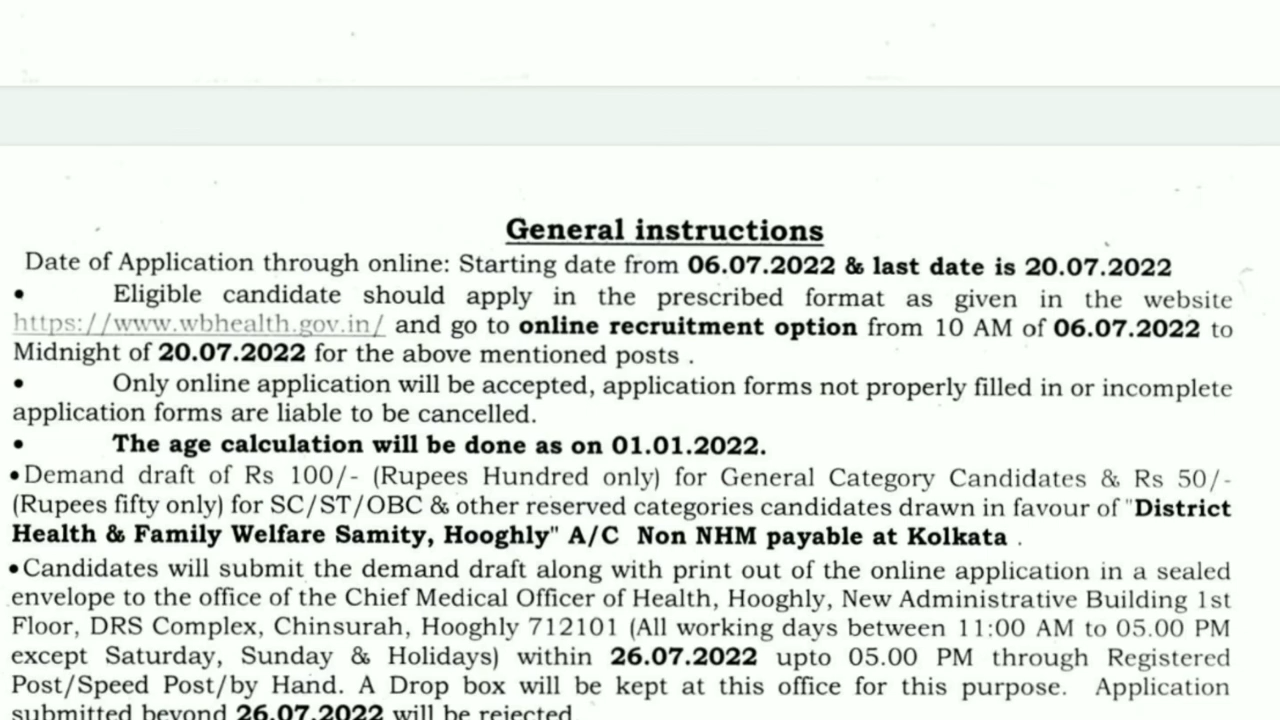 General instructions
Date of Application through online: Starting date from 06.07.2022 & last date is 20.07.2022
• Eligible candidate should apply in the prescribed format as given in the website
https://www.wbhealth.gov.in/ and go to online recruitment option from 10 AM of 06.07.2022 to
Midnight of 20.07.2022 for the above mentioned posts .
• Only online application will be accepted, application forms not properly filled in or incomplete
application forms are liable to be cancelled.
• The age calculation will be done as on 01.01.2022.
•Demand draft of Rs 100/- (Rupees Hundred only) for General Category Candidates & Rs 50/-
(Rupees fifty only) for SC/ST/OBC & other reserved categories candidates drawn in favour of "District
Health & Family Welfare Samity, Hooghly" A/C Non NHM payable at Kolkata .
•Candidates will submit the demand draft along with print out of the online application in a sealed
envelope to the office of the Chief Medical Officer of Health, Hooghly, New Administrative Building 1st
Floor, DRS Complex, Chinsurah, Hooghly 712101 (All working days between 11:00 AM to 05.00 PM
except Saturday, Sunday & Holidays) within 26.07.2022 upto 05.00 PM through Registered
Post/Speed Post/by Hand. A Drop box will be kept at this office for this purpose. Application
submitted beyond 26.07.2022 will be rejected.